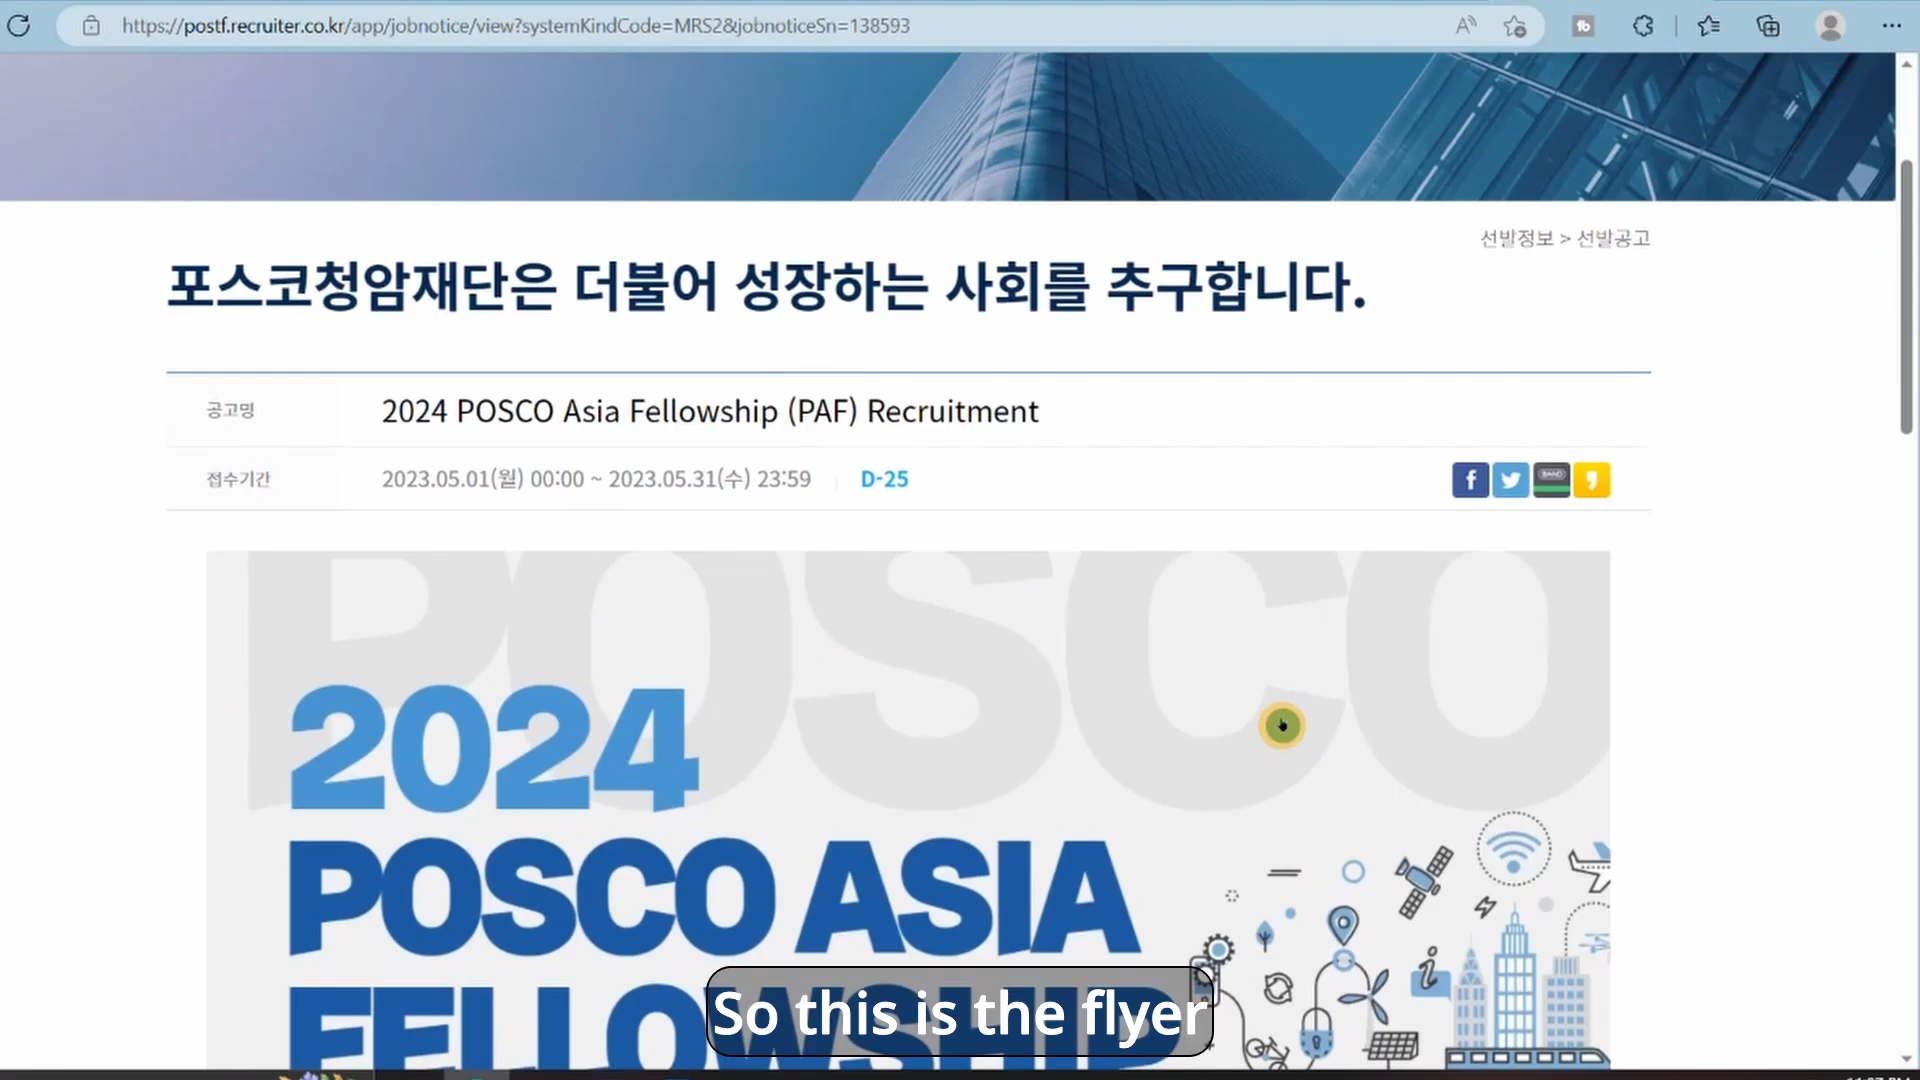 https://postf.recruiter.co.kr/app/jobnotice/view?systemKindCode=MRS2&jobnoticeSn=138593
선발정보 > 선발공고
포스코청암재단은 더불어 성장하는 사회를 추구합니다.
공고명 2024 POSCO Asia Fellowship (PAF) Recruitment
접수기간 2023.05.01(월) 00:00 ~ 2023.05.31(수) 23:59 D-25
BAND
POSCO
2024
POSCO ASIA
FELLOWSHIP
So this is the flyer